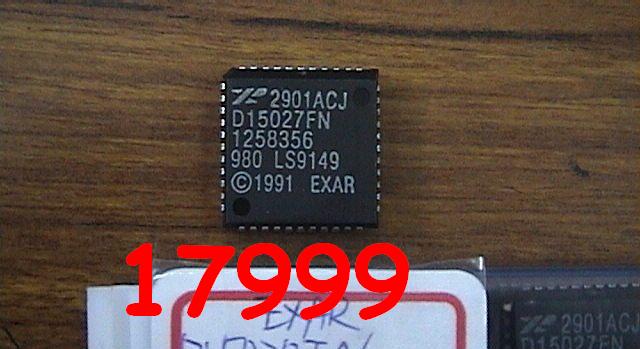 2901ACJ
D15027FN
1258356
980 LS9149
©1991 EXAR
17999
EXAR
2901ACJ
D15027FN